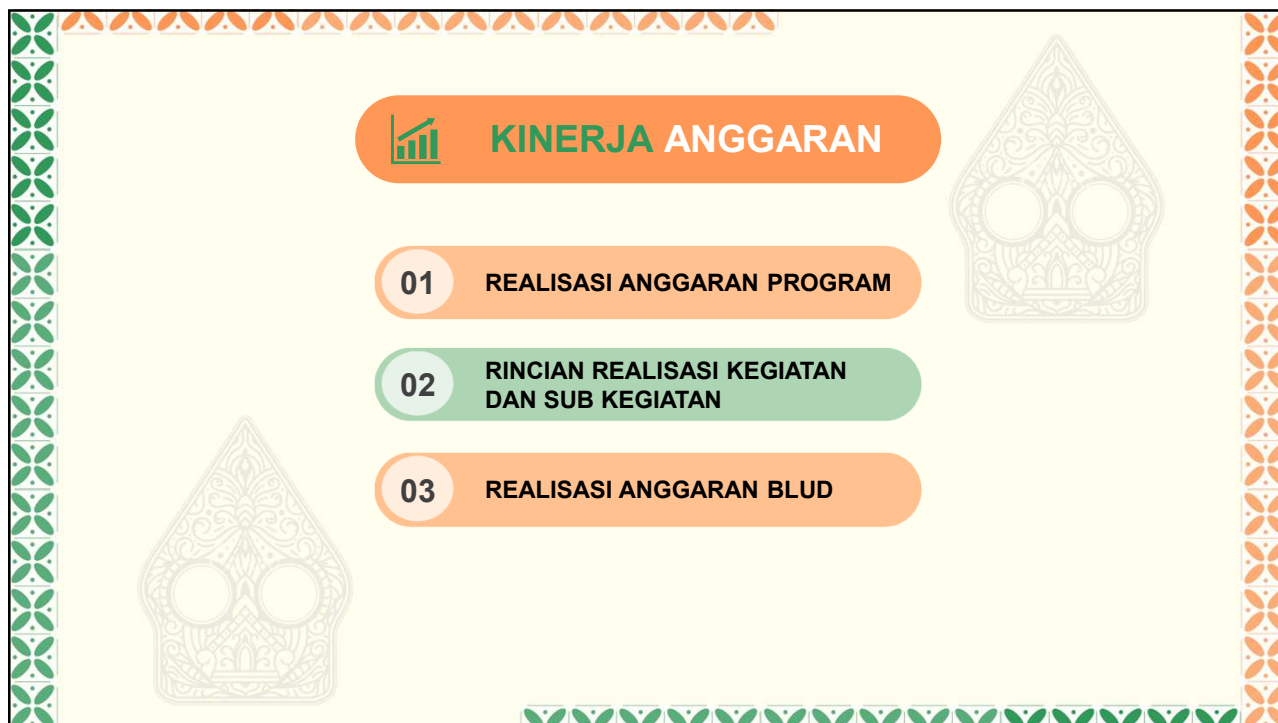 KINERJA ANGGARAN
01
REALISASI ANGGARAN PROGRAM
02
RINCIAN REALISASI KEGIATAN
DAN SUB KEGIATAN
03
REALISASI ANGGARAN BLUD